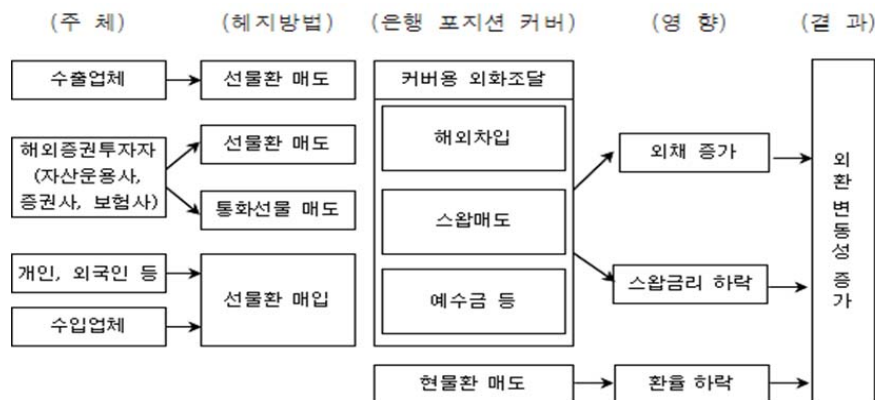 (주 체) (헤지방법) (은행 포지션 커버) (영 향) (결 과)
수출업체
선물환 매도
커버용 외화조달
해외증권투자자
(자산운용사,
증권사, 보험사)
선물환 매도
통화선물 매도
해외차입
외채 증가
스왑매도
개인, 외국인 등
수입업체
선물환 매입
예수금 등
스왑금리 하락
현물환 매도
환율 하락
외환 변동성 증가